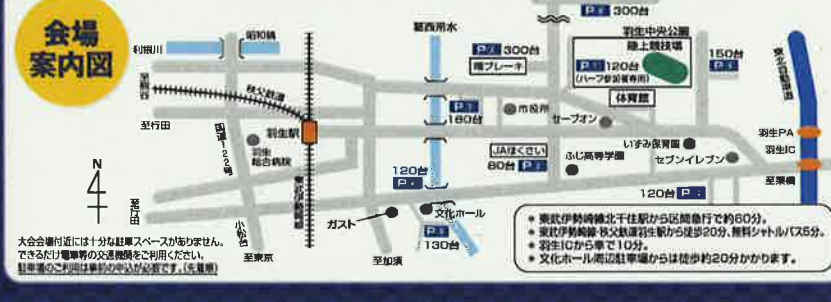 会場
案内図
利根川
昭和橋
葛西用水
300台
300台
羽生中央公園
陸上競技場
120台
(ハーフ参加者専用)
150台
東北自動車道
曙ブレーキ
体育館
至熊谷
秩父鉄道
至行田
羽生駅
羽生
総合病院
国道122号
160台
市役所
セーブオン
JAほくさい
80台
いずみ保育園
セブンイレブン
ふじ高等学園
羽生PA
羽生IC
至栗橋
120台
120台
N
至行田
小松台
東武伊勢崎線
ガスト
文化ホール
130台
至東京
至加須
大会会場付近には十分な駐車スペースがありません。
できるだけ電車等の交通機関をご利用ください。
駐車場のご利用は事前の申込が必要です。(先着順)
● 東武伊勢崎線北千住駅から区間急行で約60分。
● 東武伊勢崎線・秩父鉄道羽生駅から徒歩20分、無料シャトルバス5分。
● 羽生ICから車で10分。
● 文化ホール周辺駐車場からは徒歩約20分かかります。